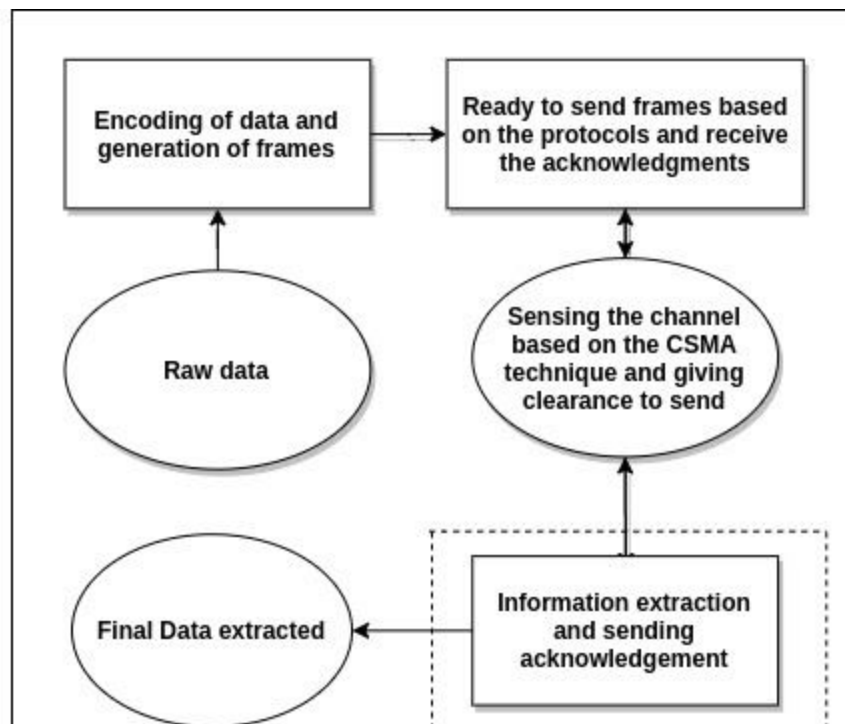 Encoding of data and
generation of frames
Ready to send frames based
on the protocols and receive
the acknowledgments
Raw data
Sensing the channel
based on the CSMA
technique and giving
clearance to send
Final Data extracted
Information extraction
and sending
acknowledgement